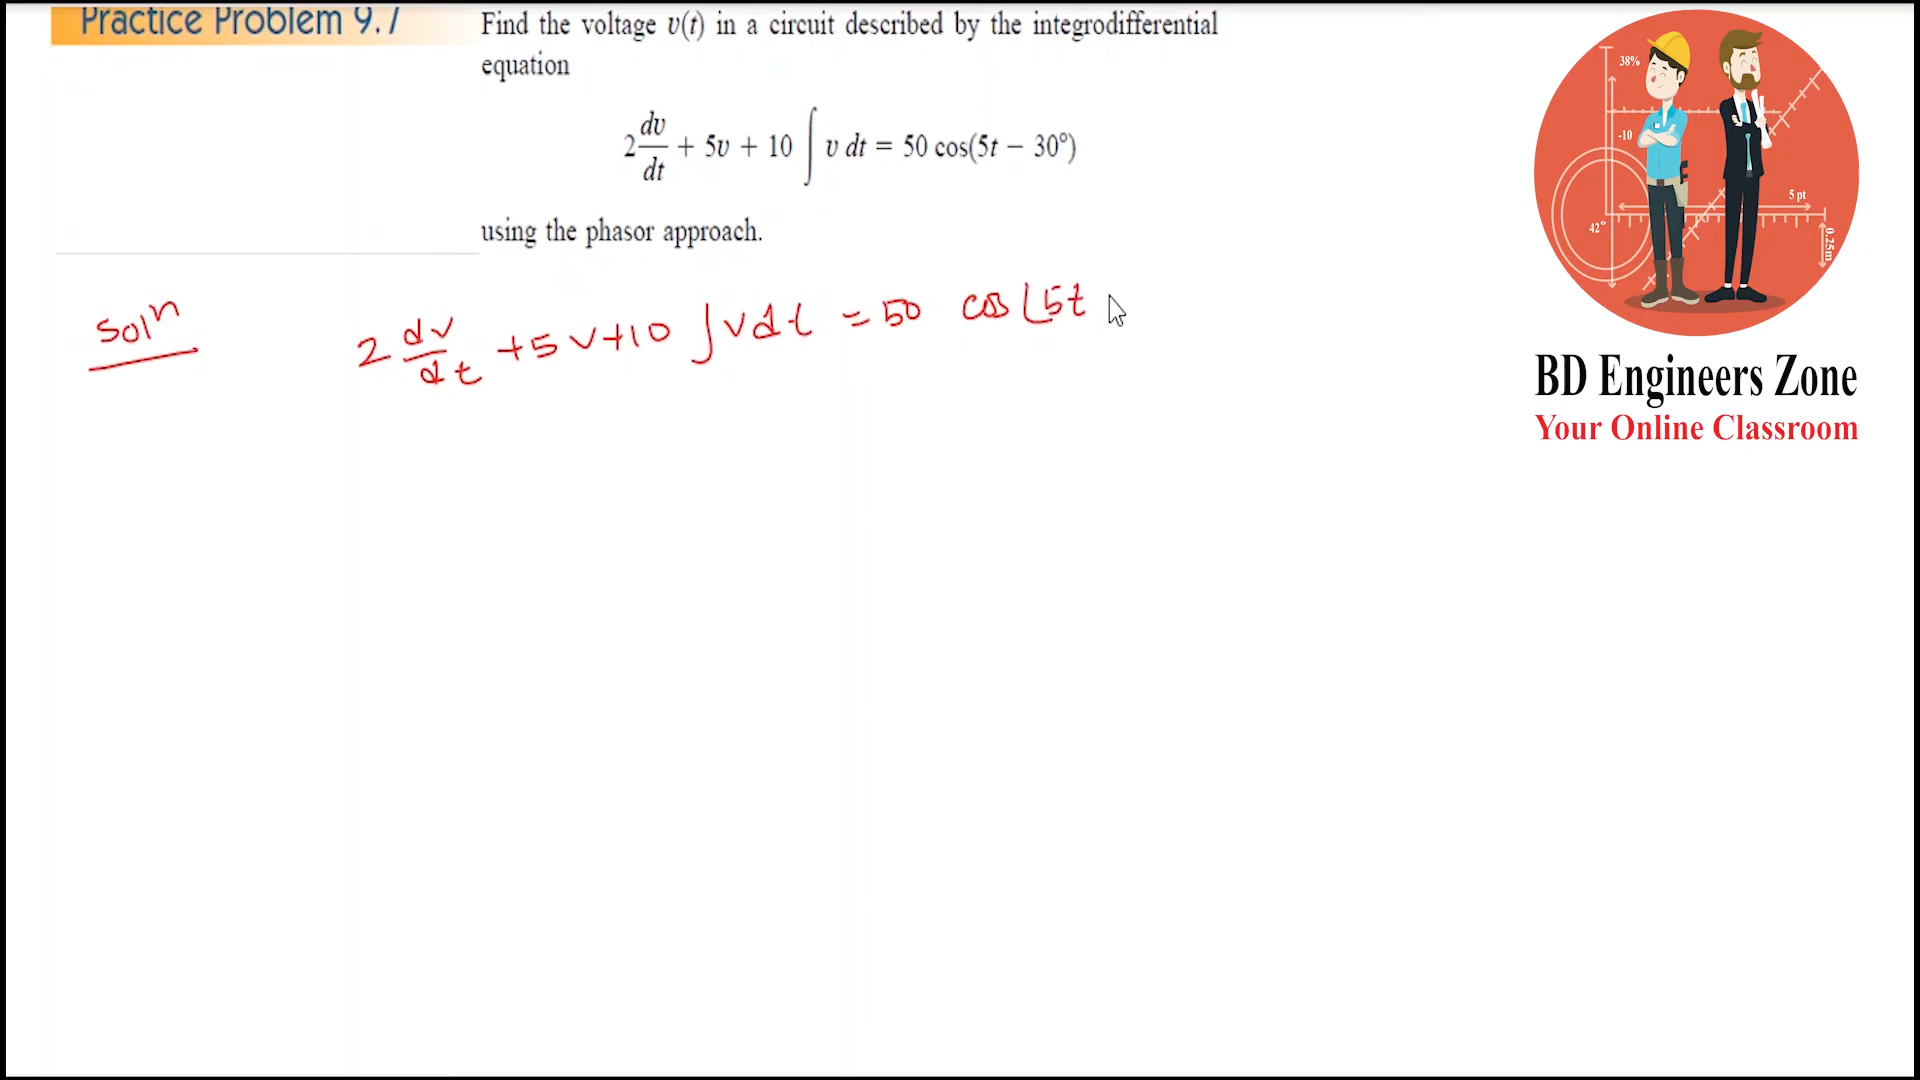 Practice Problem 9.7
Find the voltage v(t) in a circuit described by the integrodifferential
equation
2 dv/dt + 5v + 10 ∫ v dt = 50 cos(5t − 30°)
using the phasor approach.
Solⁿ
2 dv/dt + 5v + 10 ∫ v dt = 50 cos(5t
38%
-10
5 pt
42°
0.25m
BD Engineers Zone
Your Online Classroom